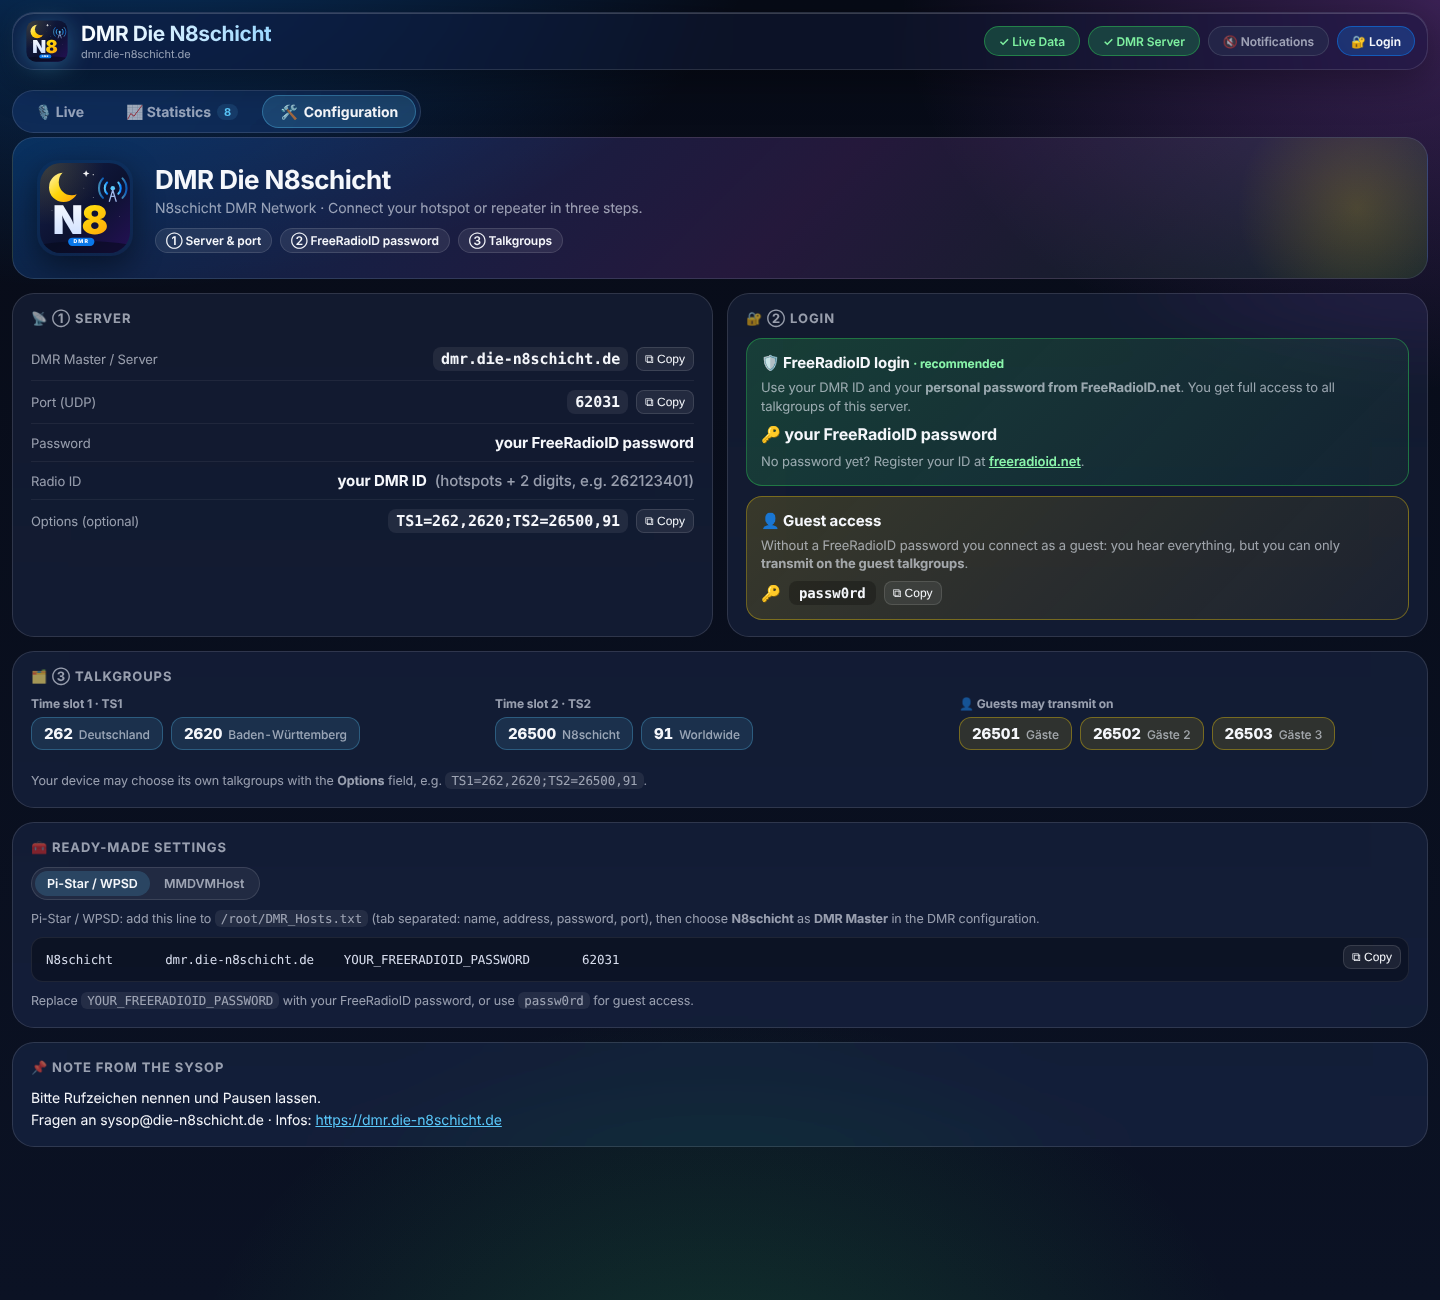 N8
DMR
DMR Die N8schicht
dmr.die-n8schicht.de
✓ Live Data
✓ DMR Server
Notifications
Login
Live
Statistics 8
Configuration
N8
DMR
DMR Die N8schicht
N8schicht DMR Network · Connect your hotspot or repeater in three steps.
① Server & port
② FreeRadioID password
③ Talkgroups
① SERVER
DMR Master / Server dmr.die-n8schicht.de Copy
Port (UDP) 62031 Copy
Password your FreeRadioID password
Radio ID your DMR ID (hotspots + 2 digits, e.g. 262123401)
Options (optional) TS1=262,2620;TS2=26500,91 Copy
② LOGIN
FreeRadioID login · recommended
Use your DMR ID and your personal password from FreeRadioID.net. You get full access to all
talkgroups of this server.
your FreeRadioID password
No password yet? Register your ID at freeradioid.net.
Guest access
Without a FreeRadioID password you connect as a guest: you hear everything, but you can only
transmit on the guest talkgroups.
passw0rd Copy
③ TALKGROUPS
Time slot 1 · TS1
262 Deutschland 2620 Baden-Württemberg
Time slot 2 · TS2
26500 N8schicht 91 Worldwide
Guests may transmit on
26501 Gäste 26502 Gäste 2 26503 Gäste 3
Your device may choose its own talkgroups with the Options field, e.g. TS1=262,2620;TS2=26500,91.
READY-MADE SETTINGS
Pi-Star / WPSD MMDVMHost
Pi-Star / WPSD: add this line to /root/DMR_Hosts.txt (tab separated: name, address, password, port), then choose N8schicht as DMR Master in the DMR configuration.
N8schicht dmr.die-n8schicht.de YOUR_FREERADIOID_PASSWORD 62031 Copy
Replace YOUR_FREERADIOID_PASSWORD with your FreeRadioID password, or use passw0rd for guest access.
NOTE FROM THE SYSOP
Bitte Rufzeichen nennen und Pausen lassen.
Fragen an sysop@die-n8schicht.de · Infos: https://dmr.die-n8schicht.de